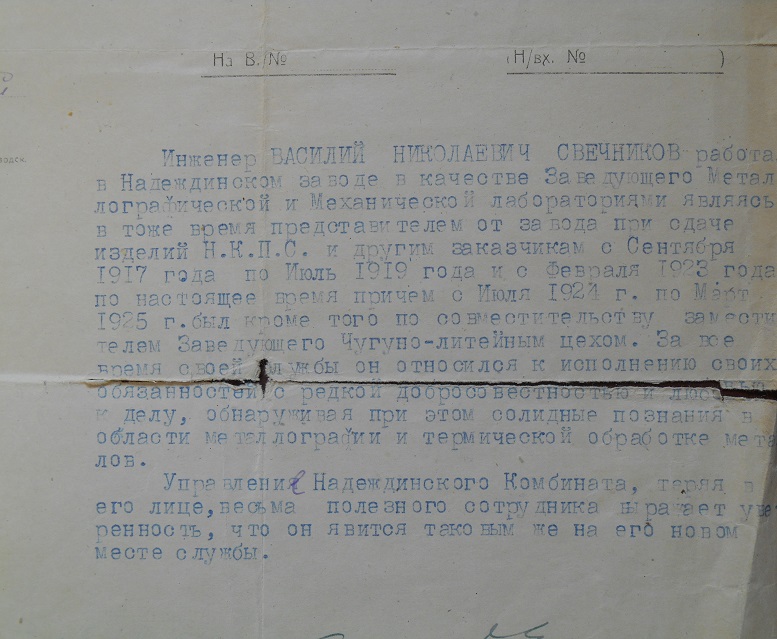 На В. №
(Н/вх. № )
одск.
Инженер ВАСИЛИЙ НИКОЛАЕВИЧ СВЕЧНИКОВ работа
в Надеждинском заводе в качестве Заведующего Метал
лографической и Механической лабораториями являясь
в тоже время представителем от завода при сдаче
изделий Н.К.П.С. и другим заказчикам с Сентября
1917 года по Июль 1919 года и с Февраля 1923 года
по настоящее время причем с Июля 1924 г. по Март
1925 г. был кроме того по совместительству замести
телем Заведующего Чугуно-литейным цехом. За все
время своей службы он относился к исполнению своих
обязанностей с редкой добросовестностью и
к делу, обнаруживая при этом солидные познания в
области металлографии и термической обработке мета
лов.
Управление Надеждинского Комбината, теряя в
его лице, весьма полезного сотрудника выражает уве
ренность, что он явится таковым же на его новом
месте службы.